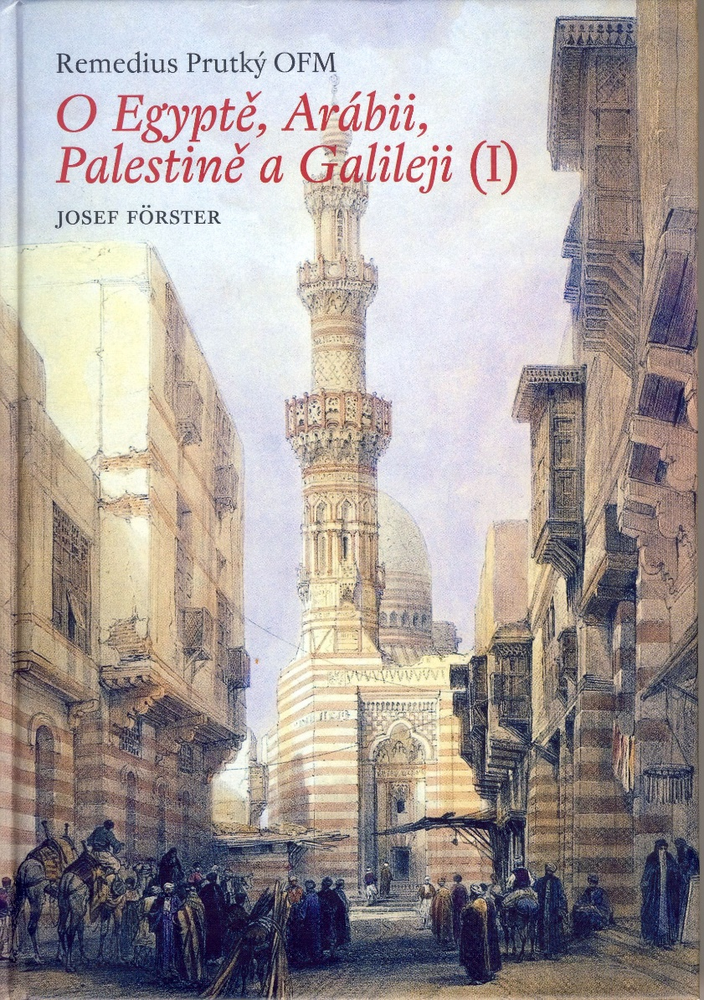 Remedius Prutký OFM
O Egyptě, Arábii,
Palestině a Galileji (I)
JOSEF FÖRSTER